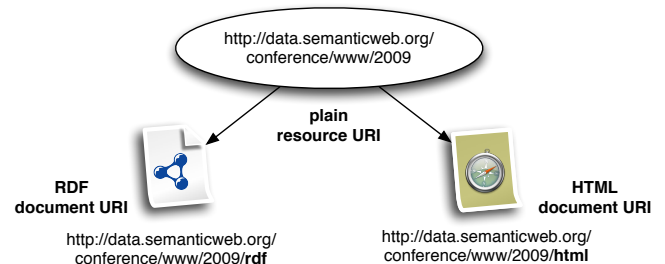 http://data.semanticweb.org/
conference/www/2009
plain
resource URI
RDF
document URI
HTML
document URI
http://data.semanticweb.org/
conference/www/2009/rdf
http://data.semanticweb.org/
conference/www/2009/html